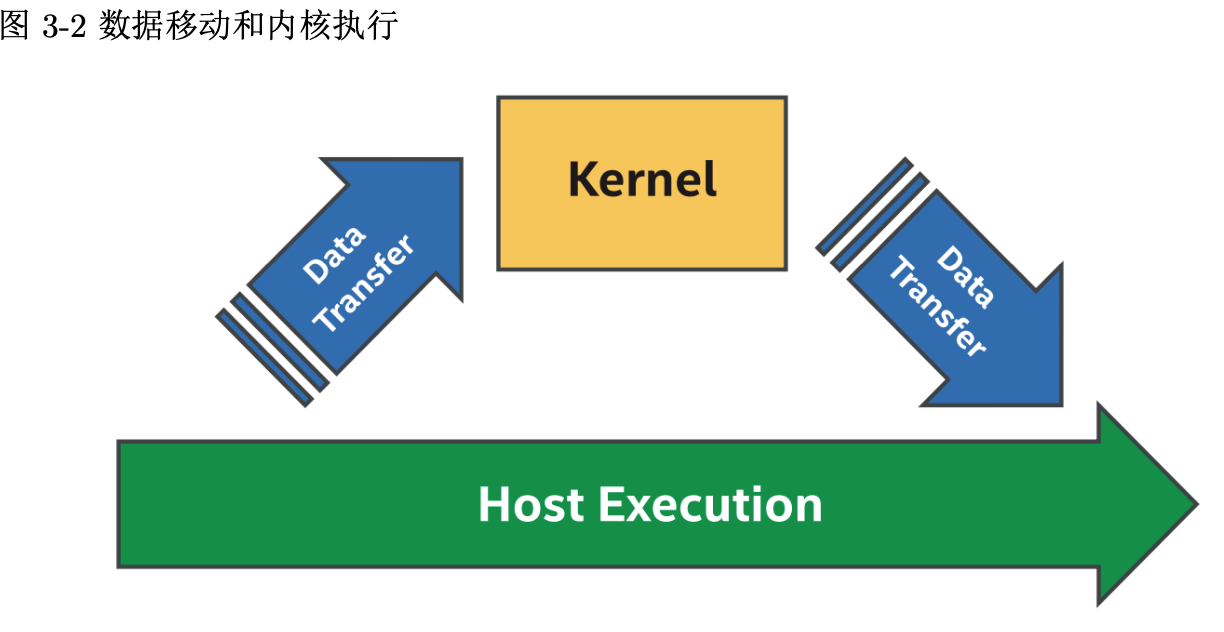 图 3-2 数据移动和内核执行
Kernel
Data
Transfer
Data
Transfer
Host Execution